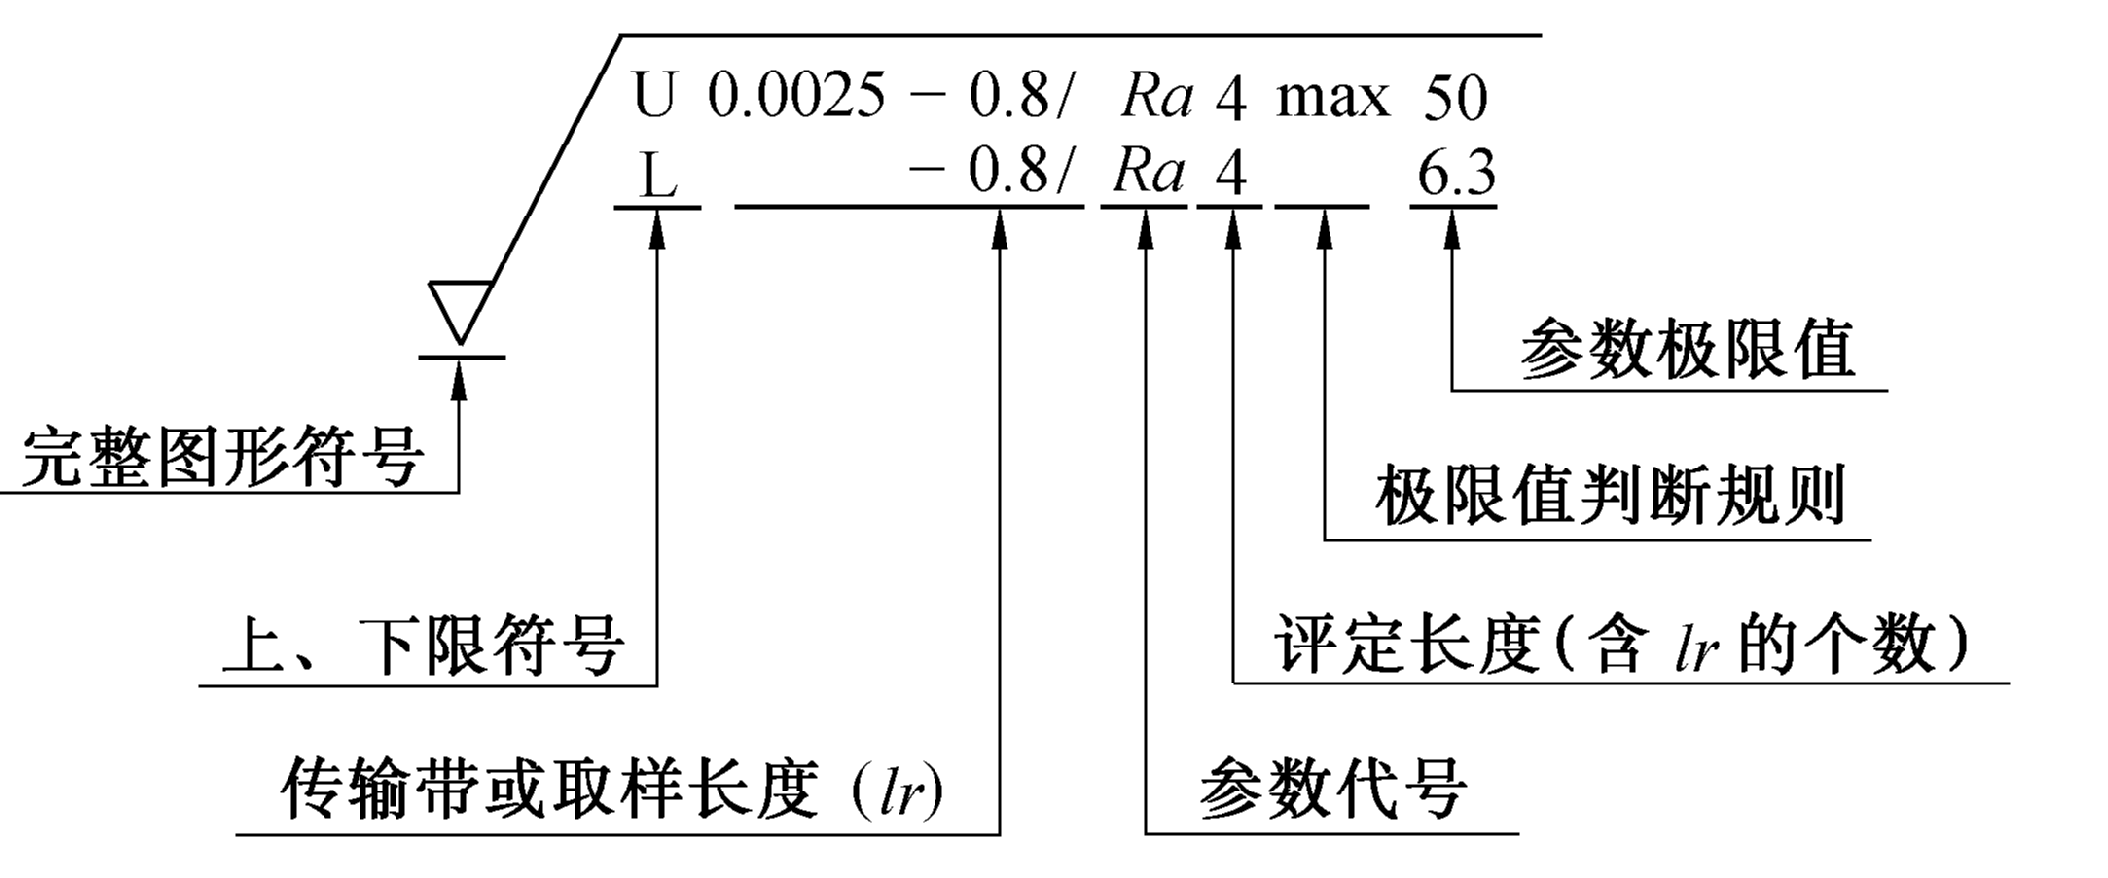 U 0.0025 − 0.8/ Ra 4 max 50
L − 0.8/ Ra 4 6.3
参数极限值
完整图形符号
极限值判断规则
上、下限符号
评定长度(含 lr 的个数)
传输带或取样长度 (lr)
参数代号